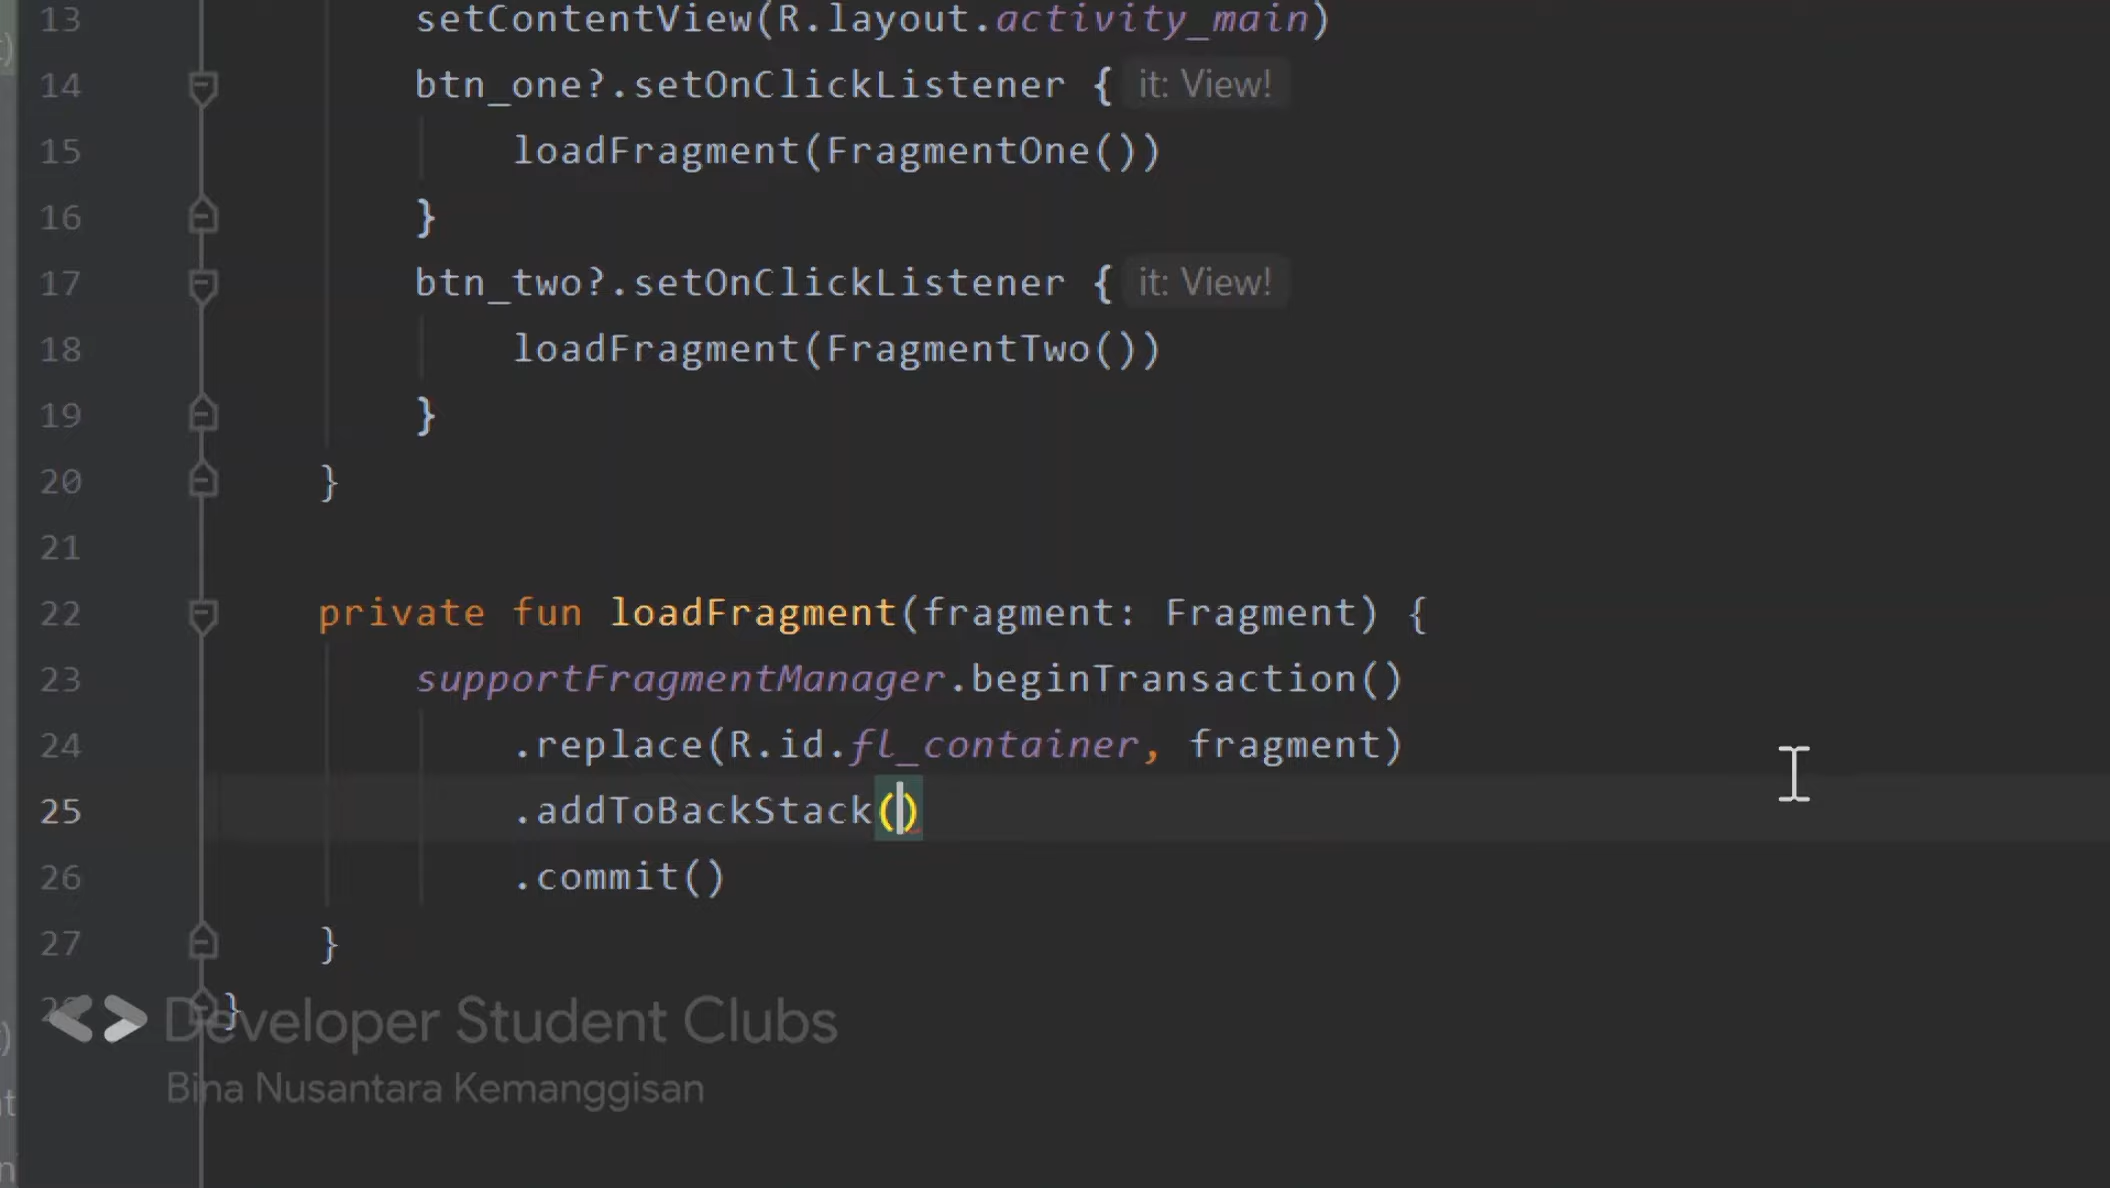 13 setContentView(R.layout.activity_main)
14 btn_one?.setOnClickListener { it: View!
15 loadFragment(FragmentOne())
16 }
17 btn_two?.setOnClickListener { it: View!
18 loadFragment(FragmentTwo())
19 }
20 }
21
22 private fun loadFragment(fragment: Fragment) {
23 supportFragmentManager.beginTransaction()
24 .replace(R.id.fl_container, fragment)
25 .addToBackStack()
26 .commit()
27 }
}
<> Developer Student Clubs
Bina Nusantara Kemanggisan